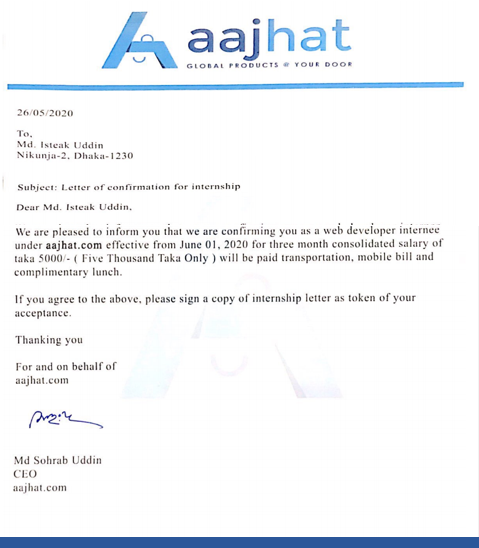 aajhat
GLOBAL PRODUCTS @ YOUR DOOR
26/05/2020
To,
Md. Isteak Uddin
Nikunja-2, Dhaka-1230
Subject: Letter of confirmation for internship
Dear Md. Isteak Uddin,
We are pleased to inform you that we are confirming you as a web developer internee
under aajhat.com effective from June 01, 2020 for three month consolidated salary of
taka 5000/- ( Five Thousand Taka Only ) will be paid transportation, mobile bill and
complimentary lunch.
If you agree to the above, please sign a copy of internship letter as token of your
acceptance.
Thanking you
For and on behalf of
aajhat.com
Md Sohrab Uddin
CEO
aajhat.com